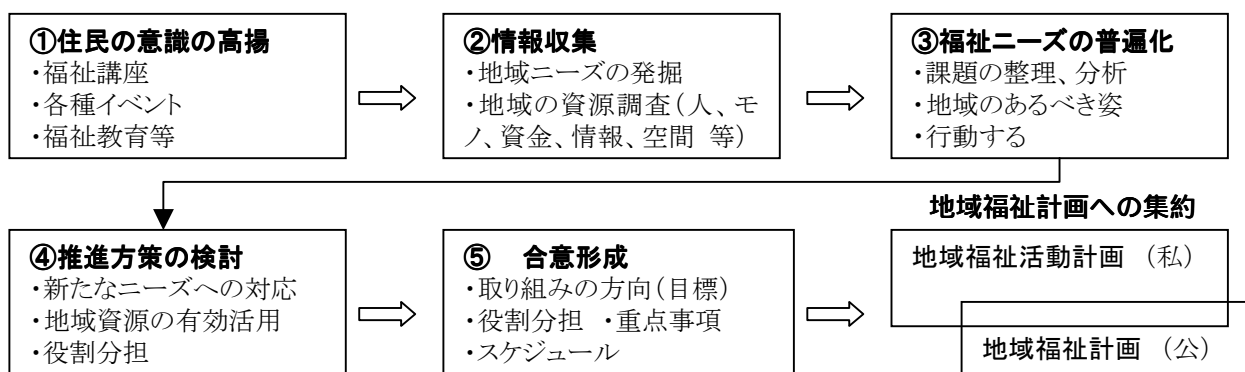 ①住民の意識の高揚
・福祉講座
・各種イベント
・福祉教育等
②情報収集
・地域ニーズの発掘
・地域の資源調査(人、モ
ノ、資金、情報、空間 等)
③福祉ニーズの普遍化
・課題の整理、分析
・地域のあるべき姿
・行動する
地域福祉計画への集約
④推進方策の検討
・新たなニーズへの対応
・地域資源の有効活用
・役割分担
⑤ 合意形成
・取り組みの方向(目標)
・役割分担 ・重点事項
・スケジュール
地域福祉活動計画 (私)
地域福祉計画 (公)